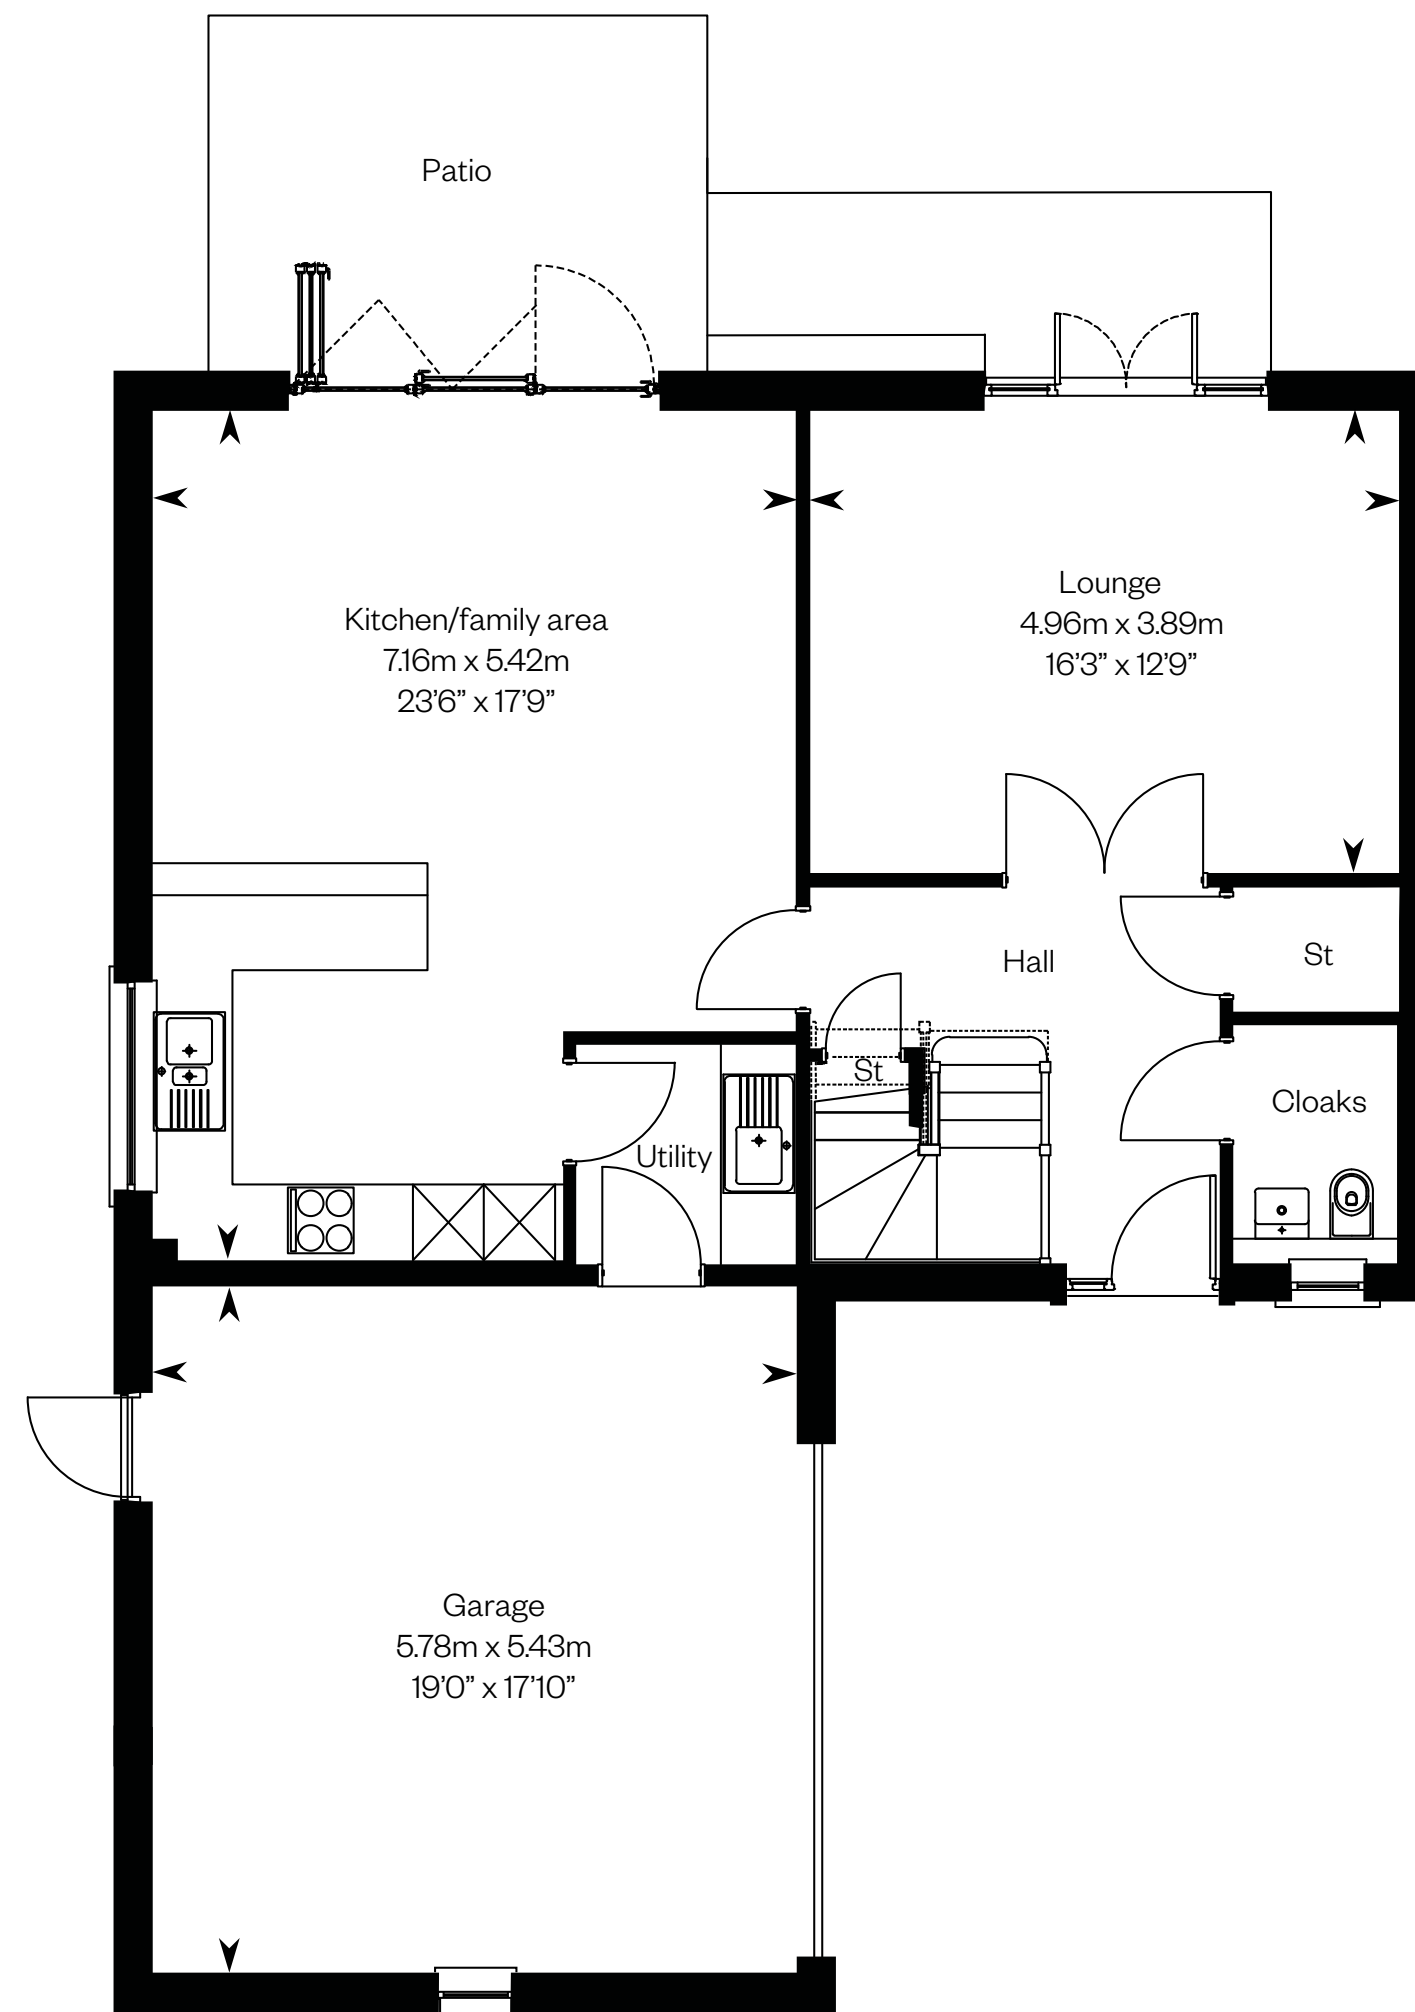 Patio
Kitchen/family area
7.16m x 5.42m
23'6” x 17'9”
Lounge
4.96m x 3.89m
16'3” x 12'9”
Hall
St
St
Cloaks
Utility
Garage
5.78m x 5.43m
19'0” x 17'10”